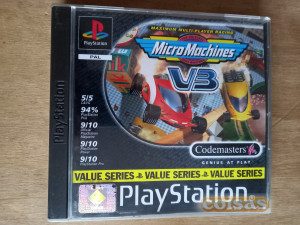 MAXIMUM MULTI-PLAYER RACING
PlayStation
PAL
Micro Machines
V3
5/5
94%
9/10
9/10
9/10
Codemasters
GENIUS AT PLAY
VALUE SERIES - VALUE SERIES - VALUE SERIES
PlayStation
PlayStation
coisas